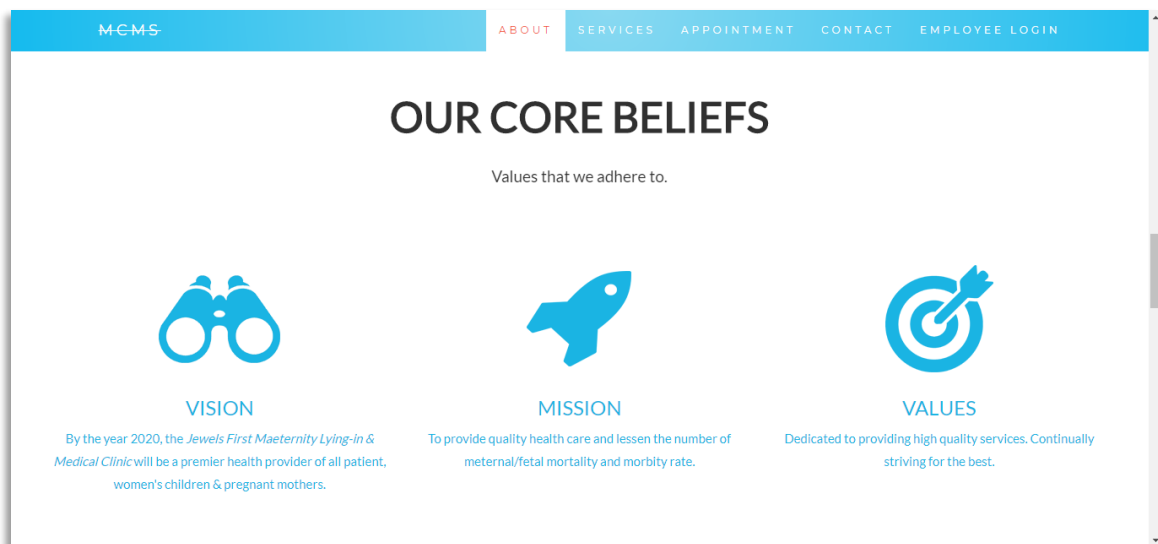 MCMS
ABOUT SERVICES APPOINTMENT CONTACT EMPLOYEE LOGIN
OUR CORE BELIEFS
Values that we adhere to.
VISION
By the year 2020, the Jewels First Maeternity Lying-in &
Medical Clinic will be a premier health provider of all patient,
women's children & pregnant mothers.
MISSION
To provide quality health care and lessen the number of
meternal/fetal mortality and morbity rate.
VALUES
Dedicated to providing high quality services. Continually
striving for the best.